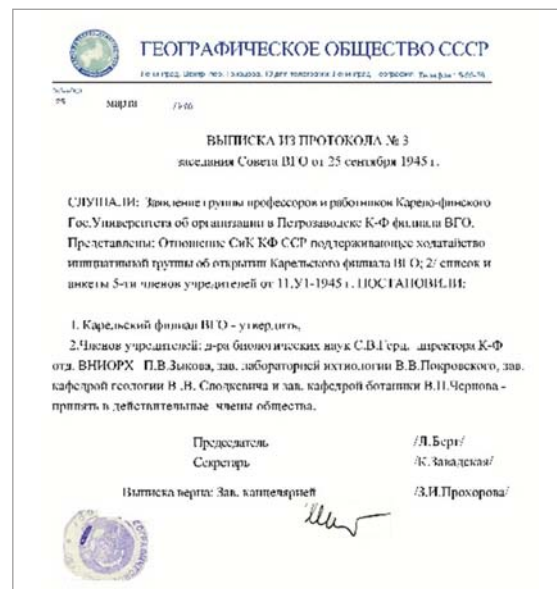 ГЕОГРАФИЧЕСКОЕ ОБЩЕСТВО СССР
25 марта
ВЫПИСКА ИЗ ПРОТОКОЛА № 3
заседания Совета ВГО от 25 сентября 1945 г.
СЛУШАЛИ: Заявление группы профессоров и работников Карело-финского
Гос.Университета об организации в Петрозаводске К-Ф филиала ВГО.
Представлены: Отношение СнК КФ ССР поддерживающее ходатайство
инициативной группы об открытии Карельского филиала ВГО; 2/ список и
анкеты 5-ти членов учредителей от 11.У1-1945 г. ПОСТАНОВИЛИ:
1. Карельский филиал ВГО - утвердить,
2.Членов учредителей: д-ра биологических наук С.В.Герд, директора К-Ф
отд. ВНИОРХ П.В.Зыкова, зав. лабораторией ихтиологии В.В.Покровского, зав.
кафедрой геологии В .В. Сподкевича и зав. кафедрой ботаники В.П.Чернова -
принять в действительные члены общества.
Председатель /Л.Берг/
Секретарь /К.Завадская/
Выписка верна: Зав. канцелярией /З.И.Прохорова/